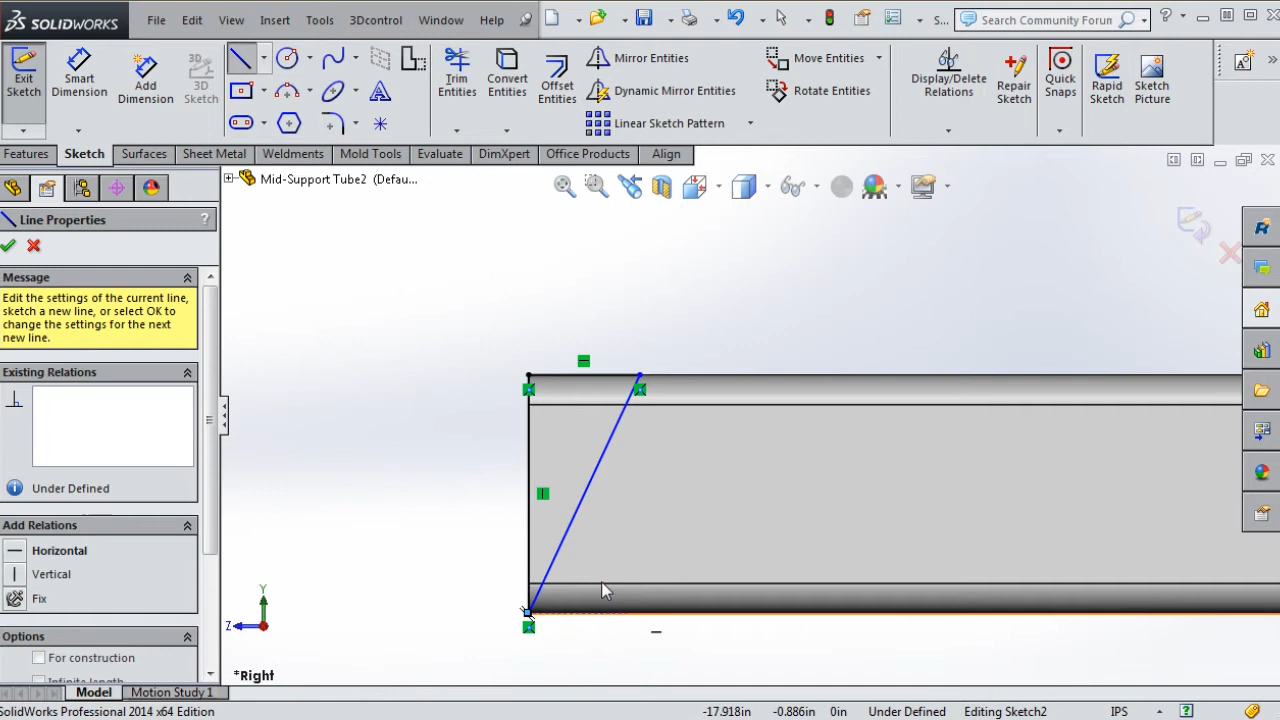 SOLIDWORKS File Edit View Insert Tools 3Dcontrol Window Help S... Search Community Forum
Exit Sketch Smart Dimension Add Dimension 3D Sketch Trim Entities Convert Entities Offset Entities Mirror Entities Move Entities Display/Delete Relations Repair Sketch Quick Snaps Rapid Sketch Sketch Picture
Dynamic Mirror Entities Rotate Entities
Linear Sketch Pattern
Features Sketch Surfaces Sheet Metal Weldments Mold Tools Evaluate DimXpert Office Products Align
Mid-Support Tube2 (Defau...
Line Properties ?
Message
Edit the settings of the current line,
sketch a new line, or select OK to
change the settings for the next
new line.
Existing Relations
Under Defined
Add Relations
Horizontal
Vertical
Fix
Options
For construction
Infinite length
Y
Z
*Right
Model Motion Study 1
SolidWorks Professional 2014 x64 Edition -17.918in -0.886in 0in Under Defined Editing Sketch2 IPS